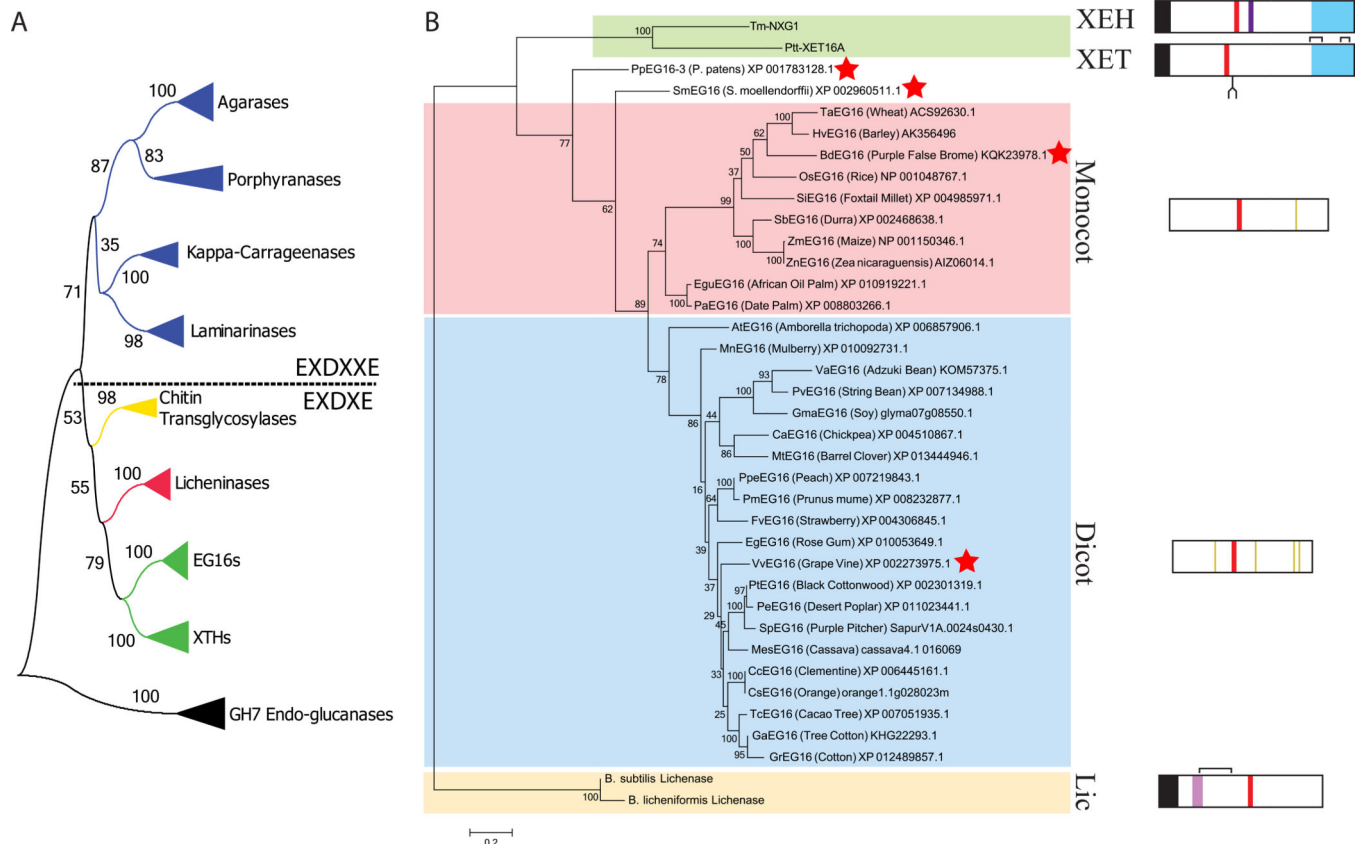 A
100
Agarases
87
83
Porphyranases
35
Kappa-Carrageenases
100
71
Laminarinases
98
EXDXXE
EXDXE
98
Chitin
Transglycosylases
53
100
Licheninases
55
100
EG16s
79
XTHs
100
100
GH7 Endo-glucanases
B
Tm-NXG1
100
Ptt-XET16A
PpEG16-3 (P. patens) XP 001783128.1
SmEG16 (S. moellendorffii) XP 002960511.1
77
TaEG16 (Wheat) ACS92630.1
100
62
HvEG16 (Barley) AK356496
50
BdEG16 (Purple False Brome) KQK23978.1
37
OsEG16 (Rice) NP 001048767.1
SiEG16 (Foxtail Millet) XP 004985971.1
99
62
SbEG16 (Durra) XP 002468638.1
100
74
ZmEG16 (Maize) NP 001150346.1
100
ZnEG16 (Zea nicaraguensis) AIZ06014.1
EguEG16 (African Oil Palm) XP 010919221.1
89
100
PaEG16 (Date Palm) XP 008803266.1
AtEG16 (Amborella trichopoda) XP 006857906.1
MnEG16 (Mulberry) XP 010092731.1
78
VaEG16 (Adzuki Bean) KOM57375.1
93
100
PvEG16 (String Bean) XP 007134988.1
44
GmaEG16 (Soy) glyma07g08550.1
86
CaEG16 (Chickpea) XP 004510867.1
86
MtEG16 (Barrel Clover) XP 013444946.1
PpeEG16 (Peach) XP 007219843.1
100
16
64
PmEG16 (Prunus mume) XP 008232877.1
FvEG16 (Strawberry) XP 004306845.1
EgEG16 (Rose Gum) XP 010053649.1
39
VvEG16 (Grape Vine) XP 002273975.1
37
PtEG16 (Black Cottonwood) XP 002301319.1
97
100
PeEG16 (Desert Poplar) XP 011023441.1
29
45
SpEG16 (Purple Pitcher) SapurV1A.0024s0430.1
MesEG16 (Cassava) cassava4.1 016069
33
CcEG16 (Clementine) XP 006445161.1
100
CsEG16 (Orange) orange1.1g028023m
25
TcEG16 (Cacao Tree) XP 007051935.1
100
GaEG16 (Tree Cotton) KHG22293.1
95
GrEG16 (Cotton) XP 012489857.1
B. subtilis Lichenase
100
B. licheniformis Lichenase
0.2
XEH
XET
Monocot
Dicot
Lic